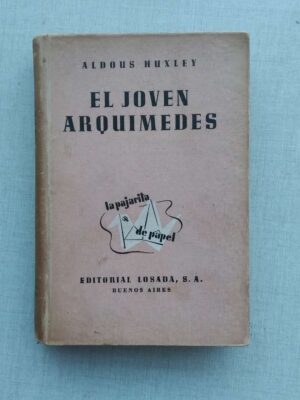 ALDOUS HUXLEY
EL JOVEN
ARQUIMEDES
la pajarita
de papel
EDITORIAL LOSADA, S. A.
BUENOS AIRES